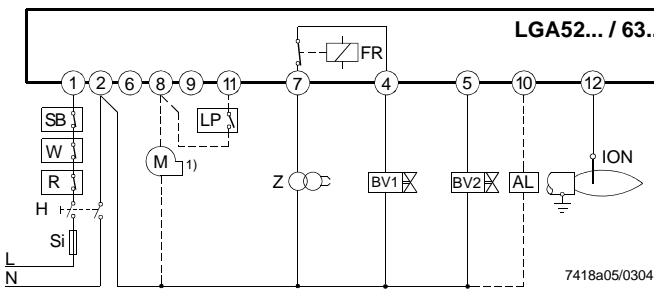 LGA52... / 63..
FR
1 2 6 8 9 11 7 4 5 10 12
SB
LP
W
M 1)
ION
R
Z
BV1
BV2
AL
H
Si
L
N
7418a05/0304